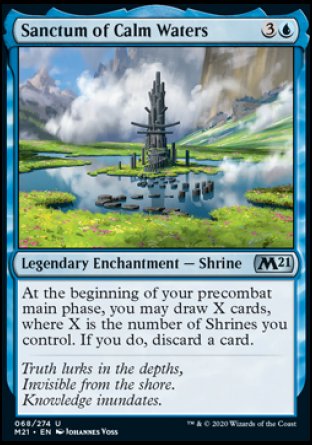 Sanctum of Calm Waters 3
Legendary Enchantment — Shrine M21
At the beginning of your precombat
main phase, you may draw X cards,
where X is the number of Shrines you
control. If you do, discard a card.
Truth lurks in the depths,
Invisible from the shore.
Knowledge inundates.
068/274 U
M21 • EN Johannes Voss ™ & © 2020 Wizards of the Coast